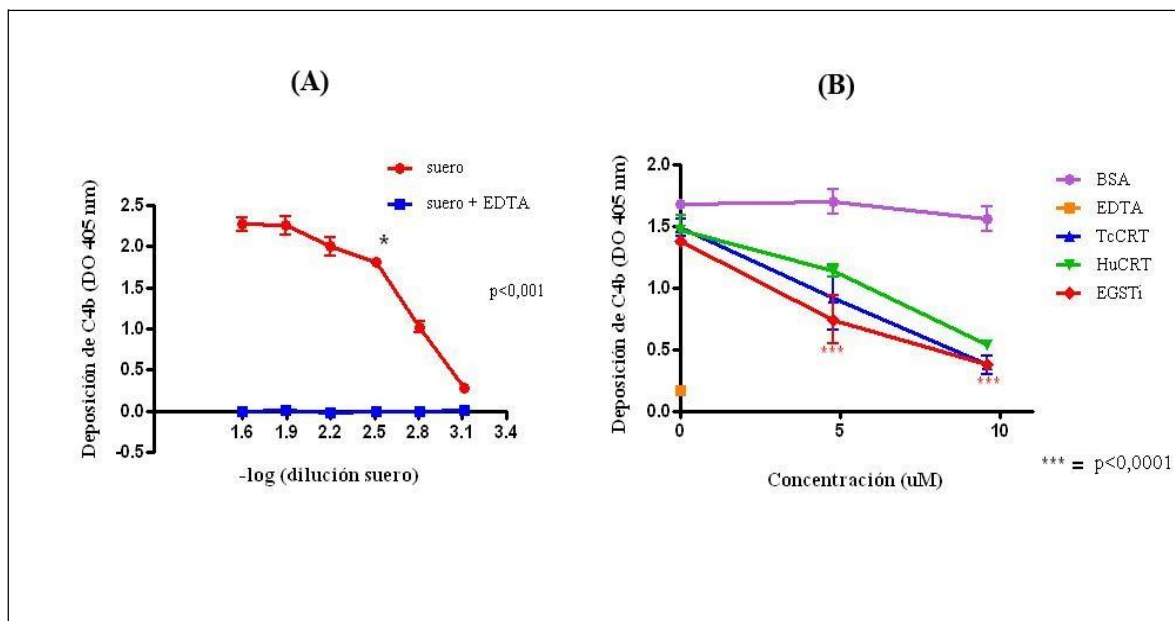 (A)
suero
suero + EDTA
2.5
2.0
1.5
1.0
0.5
0.0
-0.5
*
p<0,001
1.6 1.9 2.2 2.5 2.8 3.1 3.4
Deposición de C4b (DO 405 nm)
-log (dilución suero)
(B)
2.0
1.5
1.0
0.5
0.0
0 5 10
Deposición de C4b (DO 405 nm)
Concentración (uM)
BSA
EDTA
TcCRT
HuCRT
EGSTi
***
***
*** = p<0,0001